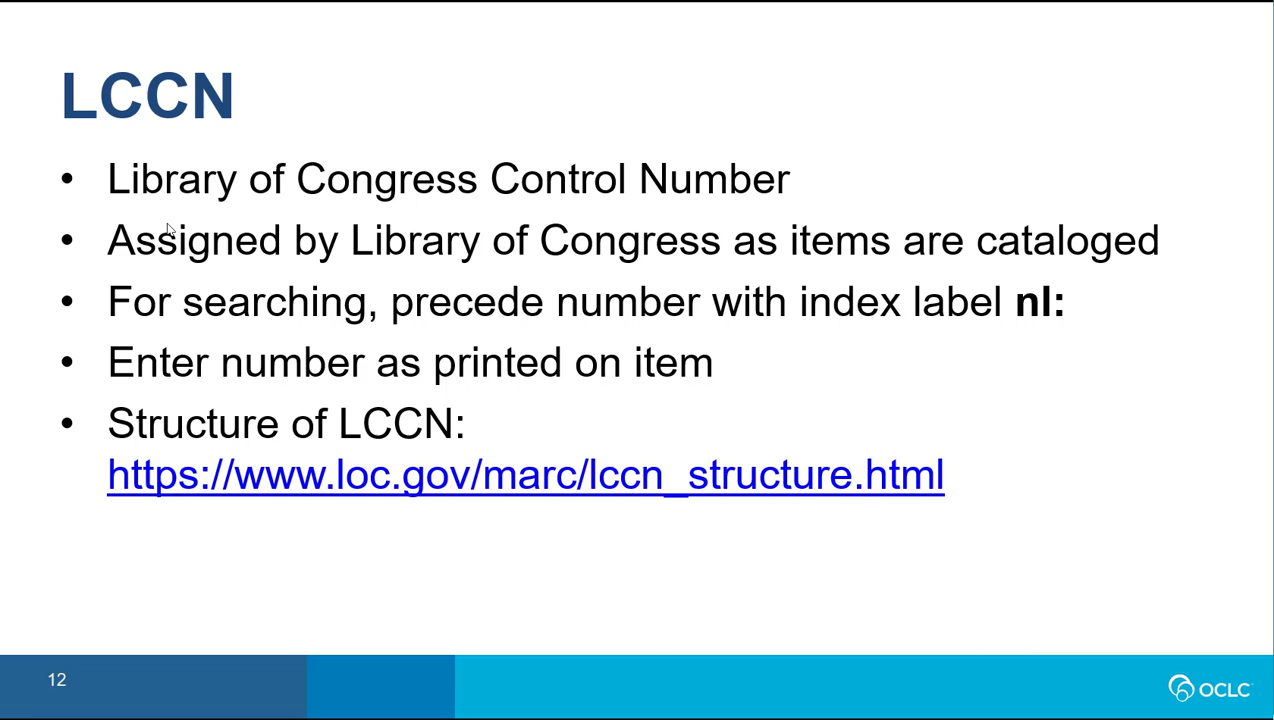 LCCN
• Library of Congress Control Number
• Assigned by Library of Congress as items are cataloged
• For searching, precede number with index label nl:
• Enter number as printed on item
• Structure of LCCN:
https://www.loc.gov/marc/lccn_structure.html
12
OCLC